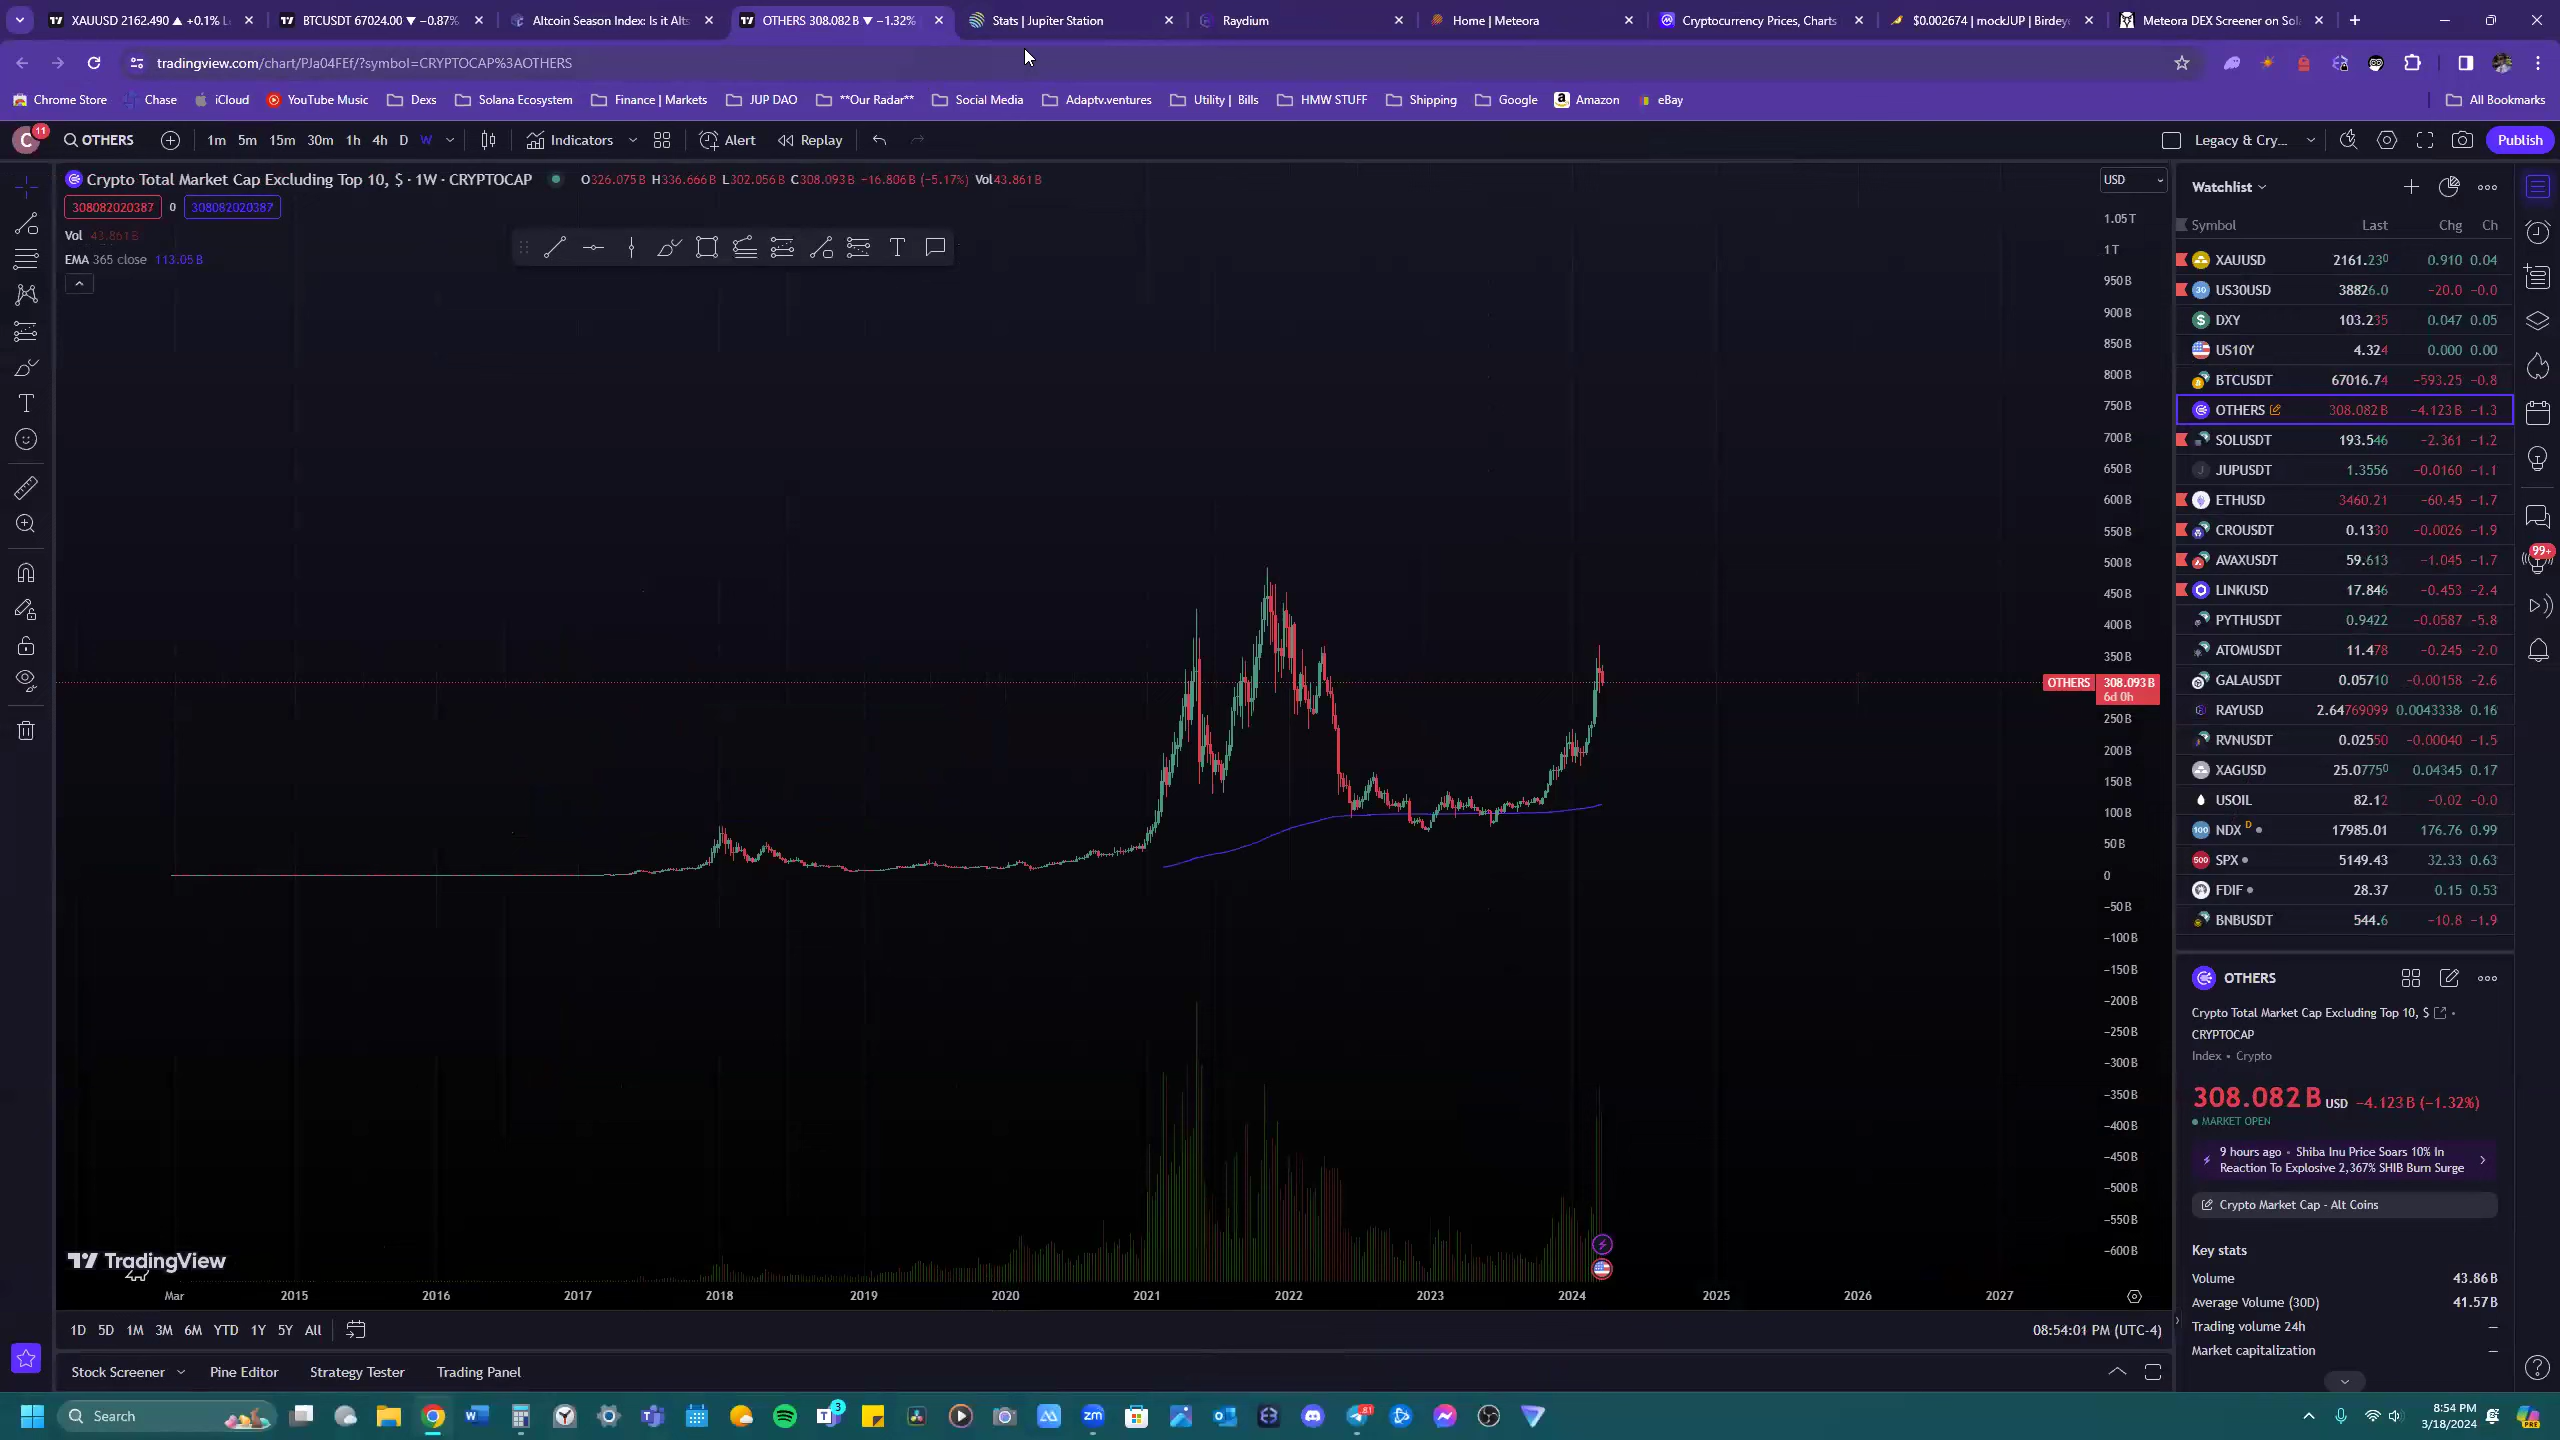 XAUUSD 2162.490 ▲ +0.1%
BTCUSDT 67024.00 ▼ −0.87%
Altcoin Season Index: Is it Alts
OTHERS 308.082 B ▼ −1.32%
Stats | Jupiter Station
Raydium
Home | Meteora
Cryptocurrency Prices, Charts
$0.002674 | mockJUP | Birdeye
Meteora DEX Screener on Sol
tradingview.com/chart/PJa04FEf/?symbol=CRYPTOCAP%3AOTHERS
Chrome Store Chase iCloud YouTube Music Dexs Solana Ecosystem Finance | Markets JUP DAO **Our Radar** Social Media Adaptv.ventures Utility | Bills HMW STUFF Shipping Google Amazon eBay All Bookmarks
C 11 OTHERS 1m 5m 15m 30m 1h 4h D W Indicators Alert Replay Legacy & Cry... Publish
Crypto Total Market Cap Excluding Top 10, $ · 1W · CRYPTOCAP O326.075 B H336.666 B L302.056 B C308.093 B −16.806 B (−5.17%) Vol43.861 B
308082020387 0 308082020387
Vol 43.861 B
EMA 365 close 113.05 B
T
USD
1.05 T
1 T
950 B
900 B
850 B
800 B
750 B
700 B
650 B
600 B
550 B
500 B
450 B
400 B
350 B
OTHERS 308.093 B
6d 0h
250 B
200 B
150 B
100 B
50 B
0
−50 B
−100 B
−150 B
−200 B
−250 B
−300 B
−350 B
−400 B
−450 B
−500 B
−550 B
−600 B
TradingView
Mar 2015 2016 2017 2018 2019 2020 2021 2022 2023 2024 2025 2026 2027
1D 5D 1M 3M 6M YTD 1Y 5Y All
08:54:01 PM (UTC-4)
Stock Screener Pine Editor Strategy Tester Trading Panel
Watchlist
Symbol Last Chg Ch
XAUUSD 2161.230 0.910 0.04
US30USD 38826.0 −20.0 −0.0
DXY 103.235 0.047 0.05
US10Y 4.324 0.000 0.00
BTCUSDT 67016.74 −593.25 −0.8
OTHERS 308.082 B −4.123 B −1.3
SOLUSDT 193.546 −2.361 −1.2
JUPUSDT 1.3556 −0.0160 −1.1
ETHUSD 3460.21 −60.45 −1.7
CROUSDT 0.1330 −0.0026 −1.9
AVAXUSDT 59.613 −1.045 −1.7
LINKUSD 17.846 −0.453 −2.4
PYTHUSDT 0.9422 −0.0587 −5.8
ATOMUSDT 11.478 −0.245 −2.0
GALAUSDT 0.05710 −0.00158 −2.6
RAYUSD 2.64769099 0.0043338 0.16
RVNUSDT 0.02550 −0.00040 −1.5
XAGUSD 25.0775⁰ 0.04345 0.17
USOIL 82.12 −0.02 −0.0
NDX D 17985.01 176.76 0.99
SPX 5149.43 32.33 0.63
FDIF 28.37 0.15 0.53
BNBUSDT 544.6 −10.8 −1.9
99+
OTHERS
Crypto Total Market Cap Excluding Top 10, $ •
CRYPTOCAP
Index • Crypto
308.082 B USD −4.123 B (−1.32%)
MARKET OPEN
9 hours ago • Shiba Inu Price Soars 10% In
Reaction To Explosive 2,367% SHIB Burn Surge
Crypto Market Cap - Alt Coins
Key stats
Volume 43.86 B
Average Volume (30D) 41.57 B
Trading volume 24h —
Market capitalization —
Search
8:54 PM
3/18/2024